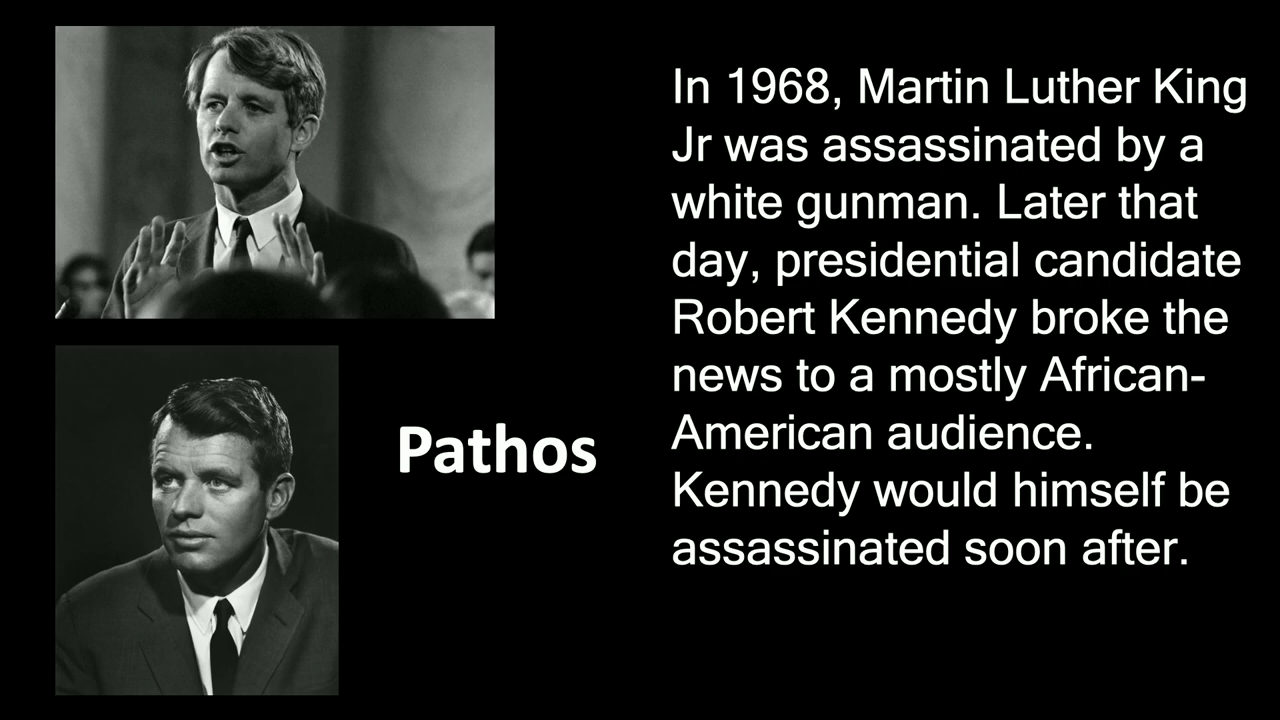 Pathos
In 1968, Martin Luther King
Jr was assassinated by a
white gunman. Later that
day, presidential candidate
Robert Kennedy broke the
news to a mostly African-
American audience.
Kennedy would himself be
assassinated soon after.